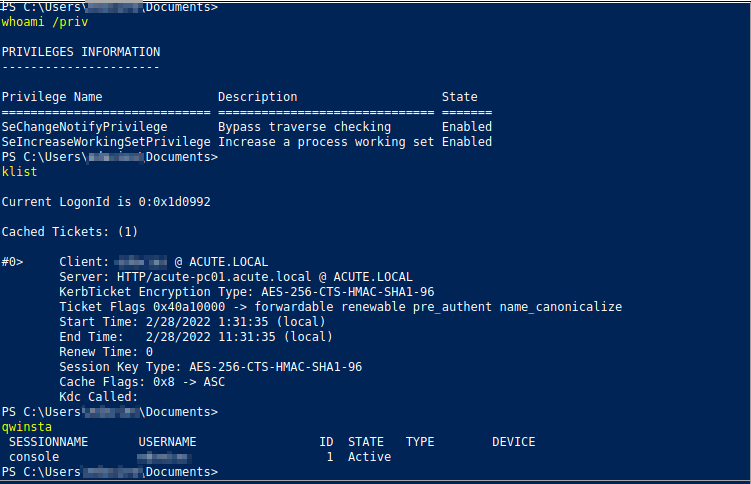 PS C:\Users\ \Documents>
whoami /priv
PRIVILEGES INFORMATION
----------------------
Privilege Name                Description                    State
============================= ============================== =======
SeChangeNotifyPrivilege       Bypass traverse checking       Enabled
SeIncreaseWorkingSetPrivilege Increase a process working set Enabled
PS C:\Users\ \Documents>
klist
Current LogonId is 0:0x1d0992
Cached Tickets: (1)
#0>     Client: @ ACUTE.LOCAL
        Server: HTTP/acute-pc01.acute.local @ ACUTE.LOCAL
        KerbTicket Encryption Type: AES-256-CTS-HMAC-SHA1-96
        Ticket Flags 0x40a10000 -> forwardable renewable pre_authent name_canonicalize
        Start Time: 2/28/2022 1:31:35 (local)
        End Time:   2/28/2022 11:31:35 (local)
        Renew Time: 0
        Session Key Type: AES-256-CTS-HMAC-SHA1-96
        Cache Flags: 0x8 -> ASC
        Kdc Called:
PS C:\Users\ \Documents>
qwinsta
 SESSIONNAME       USERNAME                 ID  STATE   TYPE        DEVICE
 console                                     1  Active
PS C:\Users\ \Documents>